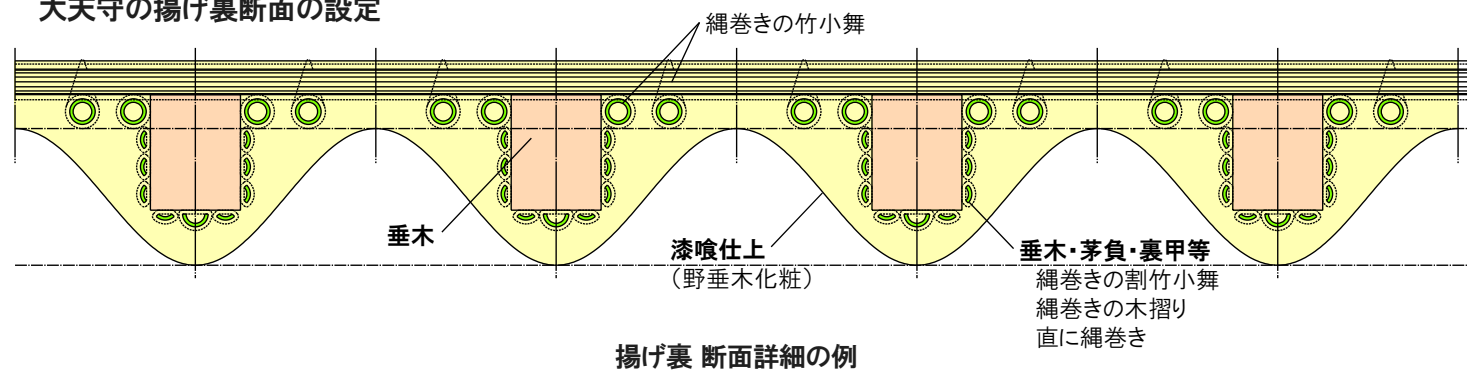 大天守の揚げ裏断面の設定
縄巻きの竹小舞
垂木
漆喰仕上
（野垂木化粧）
垂木・茅負・裏甲等
縄巻きの割竹小舞
縄巻きの木摺り
直に縄巻き
揚げ裏 断面詳細の例